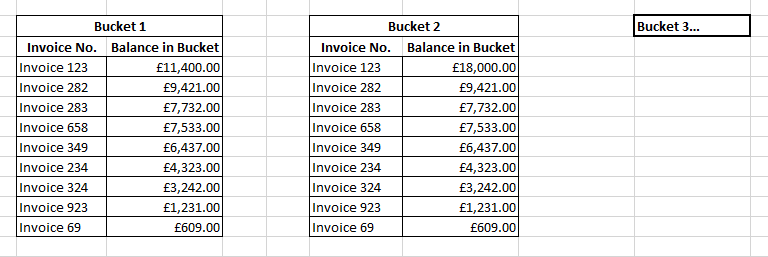 Bucket 1 Bucket 2 Bucket 3...
Invoice No. Balance in Bucket Invoice No. Balance in Bucket
Invoice 123 £11,400.00 Invoice 123 £18,000.00
Invoice 282 £9,421.00 Invoice 282 £9,421.00
Invoice 283 £7,732.00 Invoice 283 £7,732.00
Invoice 658 £7,533.00 Invoice 658 £7,533.00
Invoice 349 £6,437.00 Invoice 349 £6,437.00
Invoice 234 £4,323.00 Invoice 234 £4,323.00
Invoice 324 £3,242.00 Invoice 324 £3,242.00
Invoice 923 £1,231.00 Invoice 923 £1,231.00
Invoice 69 £609.00 Invoice 69 £609.00